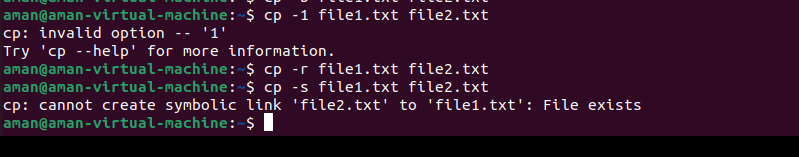 aman@aman-virtual-machine:~$ cp -1 file1.txt file2.txt
cp: invalid option -- '1'
Try 'cp --help' for more information.
aman@aman-virtual-machine:~$ cp -r file1.txt file2.txt
aman@aman-virtual-machine:~$ cp -s file1.txt file2.txt
cp: cannot create symbolic link 'file2.txt' to 'file1.txt': File exists
aman@aman-virtual-machine:~$